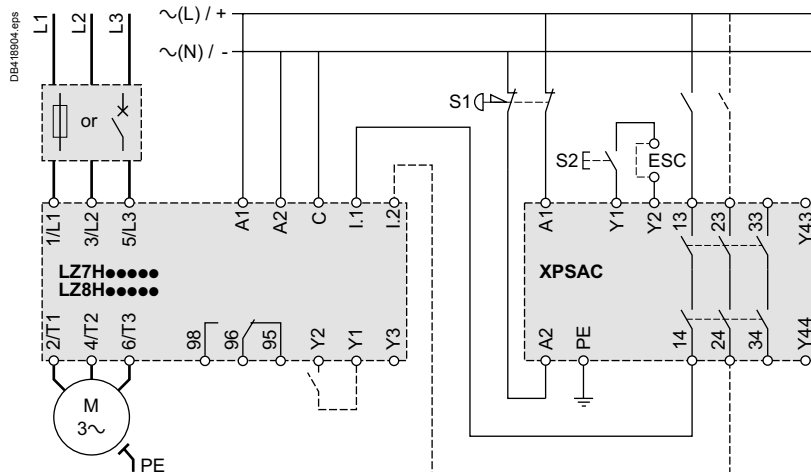 DB418904.eps
L1 L2 L3
∼(L) / +
∼(N) / -
or
S1
S2 ESC
1/L1 3/L2 5/L3 A1 A2 C I.1 I.2
A1 Y1 Y2 13 23 33 Y43
LZ7H●●●●●
LZ8H●●●●●
XPSAC
2/T1 4/T2 6/T3 98 96 95 Y2 Y1 Y3
A2 PE 14 24 34 Y44
M
3∼
PE